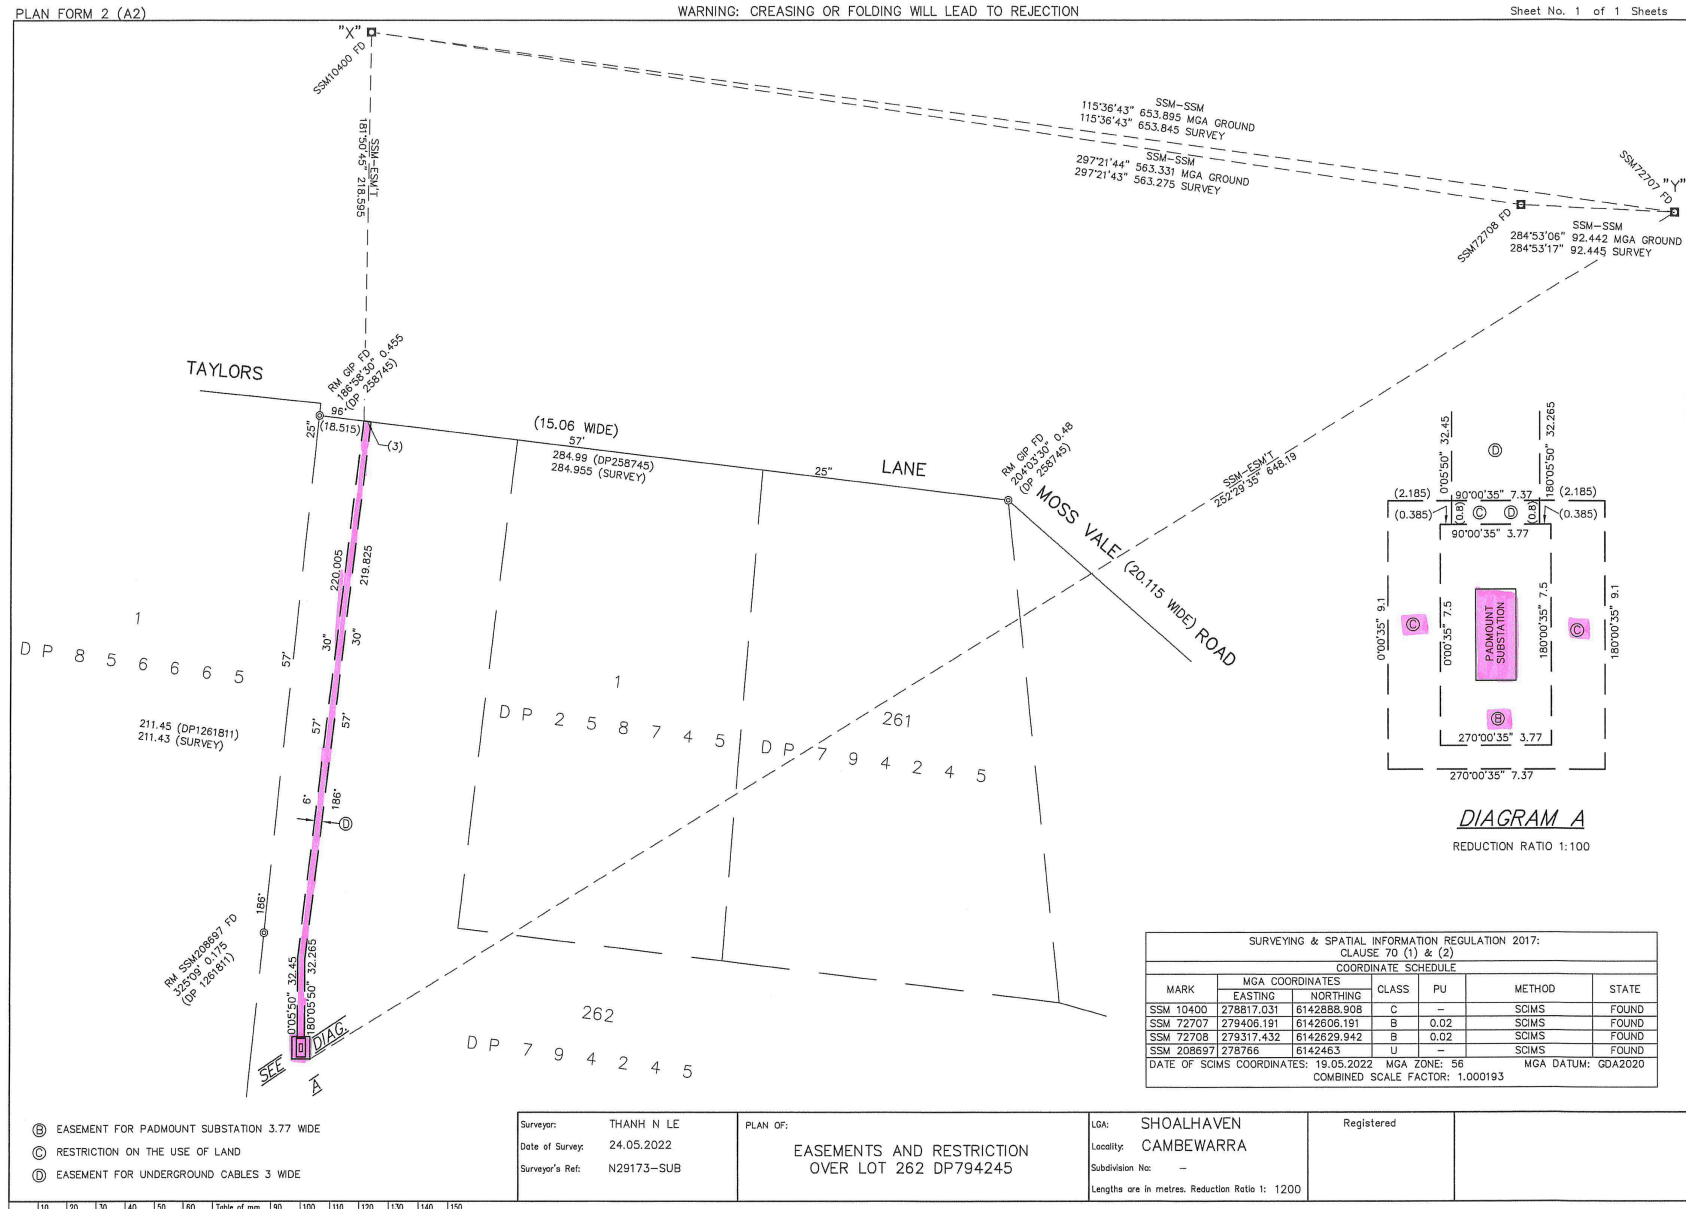 PLAN FORM 2 (A2)
WARNING: CREASING OR FOLDING WILL LEAD TO REJECTION
Sheet No. 1 of 1 Sheets
"X"
SSM10400 FD
SSM-ESM'T
181°50'45" 218.595
SSM-SSM
115°36'43" 653.895 MGA GROUND
115°36'43" 653.845 SURVEY
SSM-SSM
297°21'44" 563.331 MGA GROUND
297°21'43" 563.275 SURVEY
SSM72707 FD
"Y"
SSM72708 FD
SSM-SSM
284°53'06" 92.442 MGA GROUND
284°53'17" 92.445 SURVEY
TAYLORS
RM GIP FD
186°58'30" 0.455
(DP 258745)
96°
(18.515)
25"
(3)
(15.06 WIDE)
57'
284.99 (DP258745)
284.955 (SURVEY)
25"
LANE
RM GIP FD
204°03'30" 0.48
(DP 258745)
MOSS VALE (20.115 WIDE) ROAD
SSM-ESM'T
252°29'35" 648.19
220.005
219.825
30"
30"
57'
57'
57'
6°
186°
D
1
DP 856665
211.45 (DP1261811)
211.43 (SURVEY)
1
DP 258745
261
DP 794245
186°
RM SSM208697 FD
325°09' 0.175
(DP 1261811)
0°05'50" 32.45
180°05'50" 32.265
SEE DIAG. A
262
DP 794245
0°05'50" 32.45
180°05'50" 32.265
D
(2.185)
90°00'35" 7.37
(2.185)
(0.385)
(0.8)
C
D
(0.8)
(0.385)
90°00'35" 3.77
0°00'35" 9.1
C
0°00'35" 7.5
PADMOUNT
SUBSTATION
180°00'35" 7.5
C
180°00'35" 9.1
B
270°00'35" 3.77
270°00'35" 7.37
DIAGRAM A
REDUCTION RATIO 1:100
SURVEYING & SPATIAL INFORMATION REGULATION 2017:
CLAUSE 70 (1) & (2)
COORDINATE SCHEDULE
MARK MGA COORDINATES CLASS PU METHOD STATE
EASTING NORTHING
SSM 10400 278817.031 6142888.908 C - SCIMS FOUND
SSM 72707 279406.191 6142606.191 B 0.02 SCIMS FOUND
SSM 72708 279317.432 6142629.942 B 0.02 SCIMS FOUND
SSM 208697 278766 6142463 U - SCIMS FOUND
DATE OF SCIMS COORDINATES: 19.05.2022 MGA ZONE: 56 MGA DATUM: GDA2020
COMBINED SCALE FACTOR: 1.000193
B EASEMENT FOR PADMOUNT SUBSTATION 3.77 WIDE
C RESTRICTION ON THE USE OF LAND
D EASEMENT FOR UNDERGROUND CABLES 3 WIDE
Surveyor: THANH N LE
Date of Survey: 24.05.2022
Surveyor's Ref: N29173-SUB
PLAN OF:
EASEMENTS AND RESTRICTION
OVER LOT 262 DP794245
LGA: SHOALHAVEN
Locality: CAMBEWARRA
Subdivision No: -
Lengths are in metres. Reduction Ratio 1: 1200
Registered
10 20 30 40 50 60 Table of mm 90 100 110 120 130 140 150